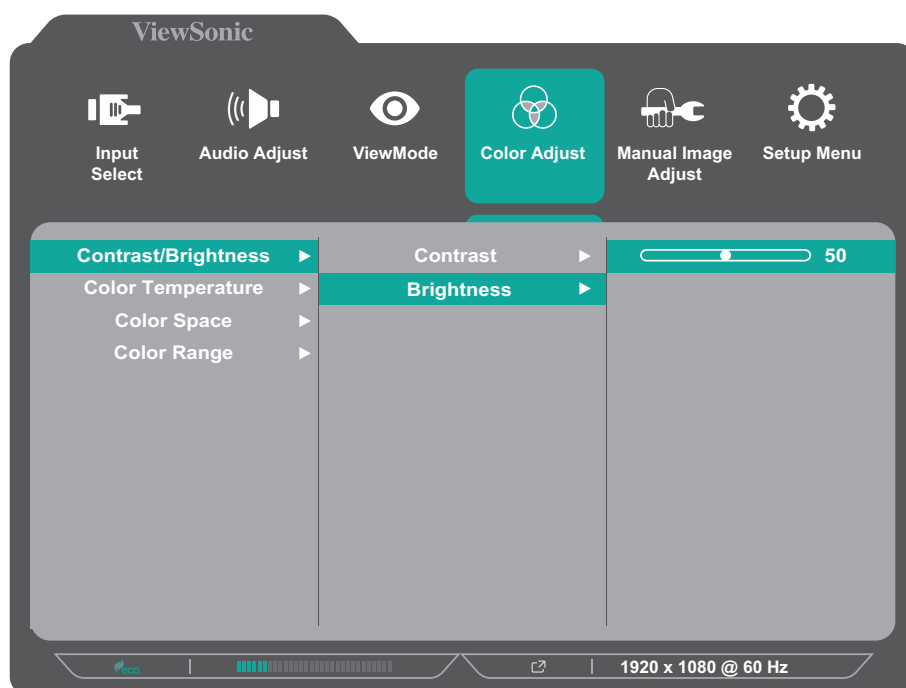 ViewSonic
Input
Select
Audio Adjust
ViewMode
Color Adjust
Manual Image
Adjust
Setup Menu
Contrast/Brightness
Contrast
50
Color Temperature
Brightness
Color Space
Color Range
eco
1920 x 1080 @ 60 Hz